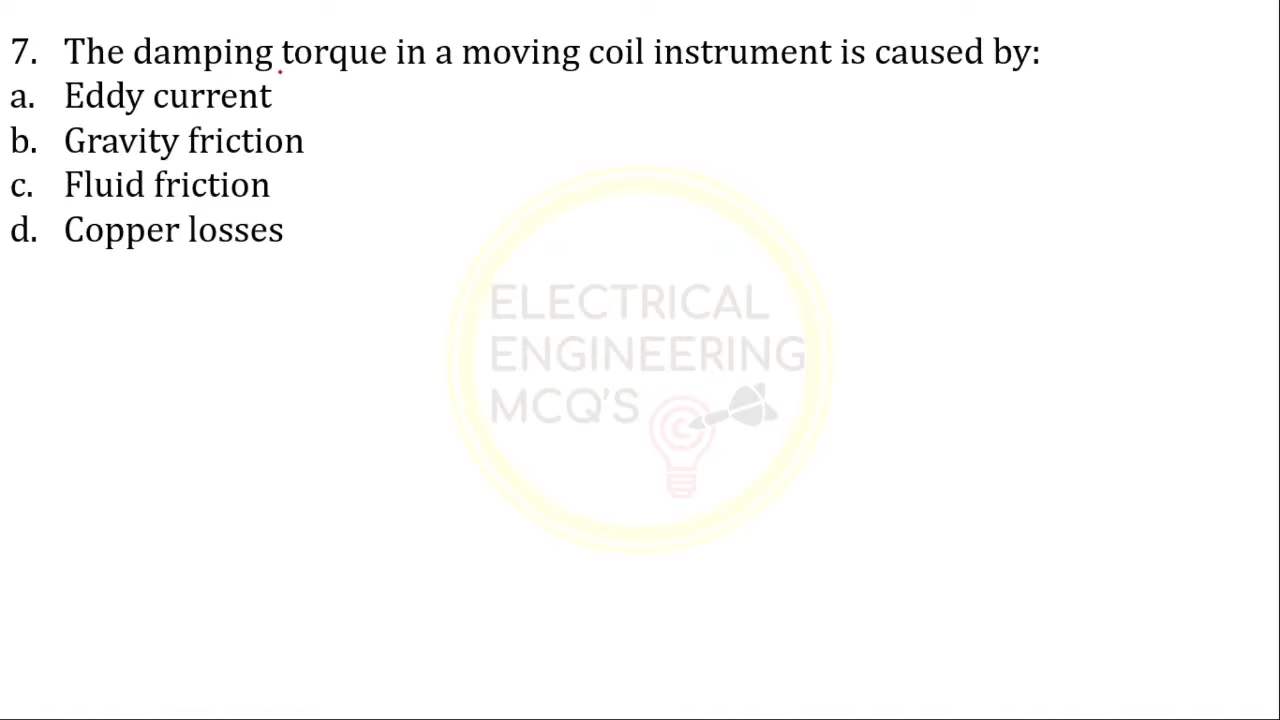 7. The damping torque in a moving coil instrument is caused by:
a. Eddy current
b. Gravity friction
c. Fluid friction
d. Copper losses
ELECTRICAL
ENGINEERING
MCQ'S